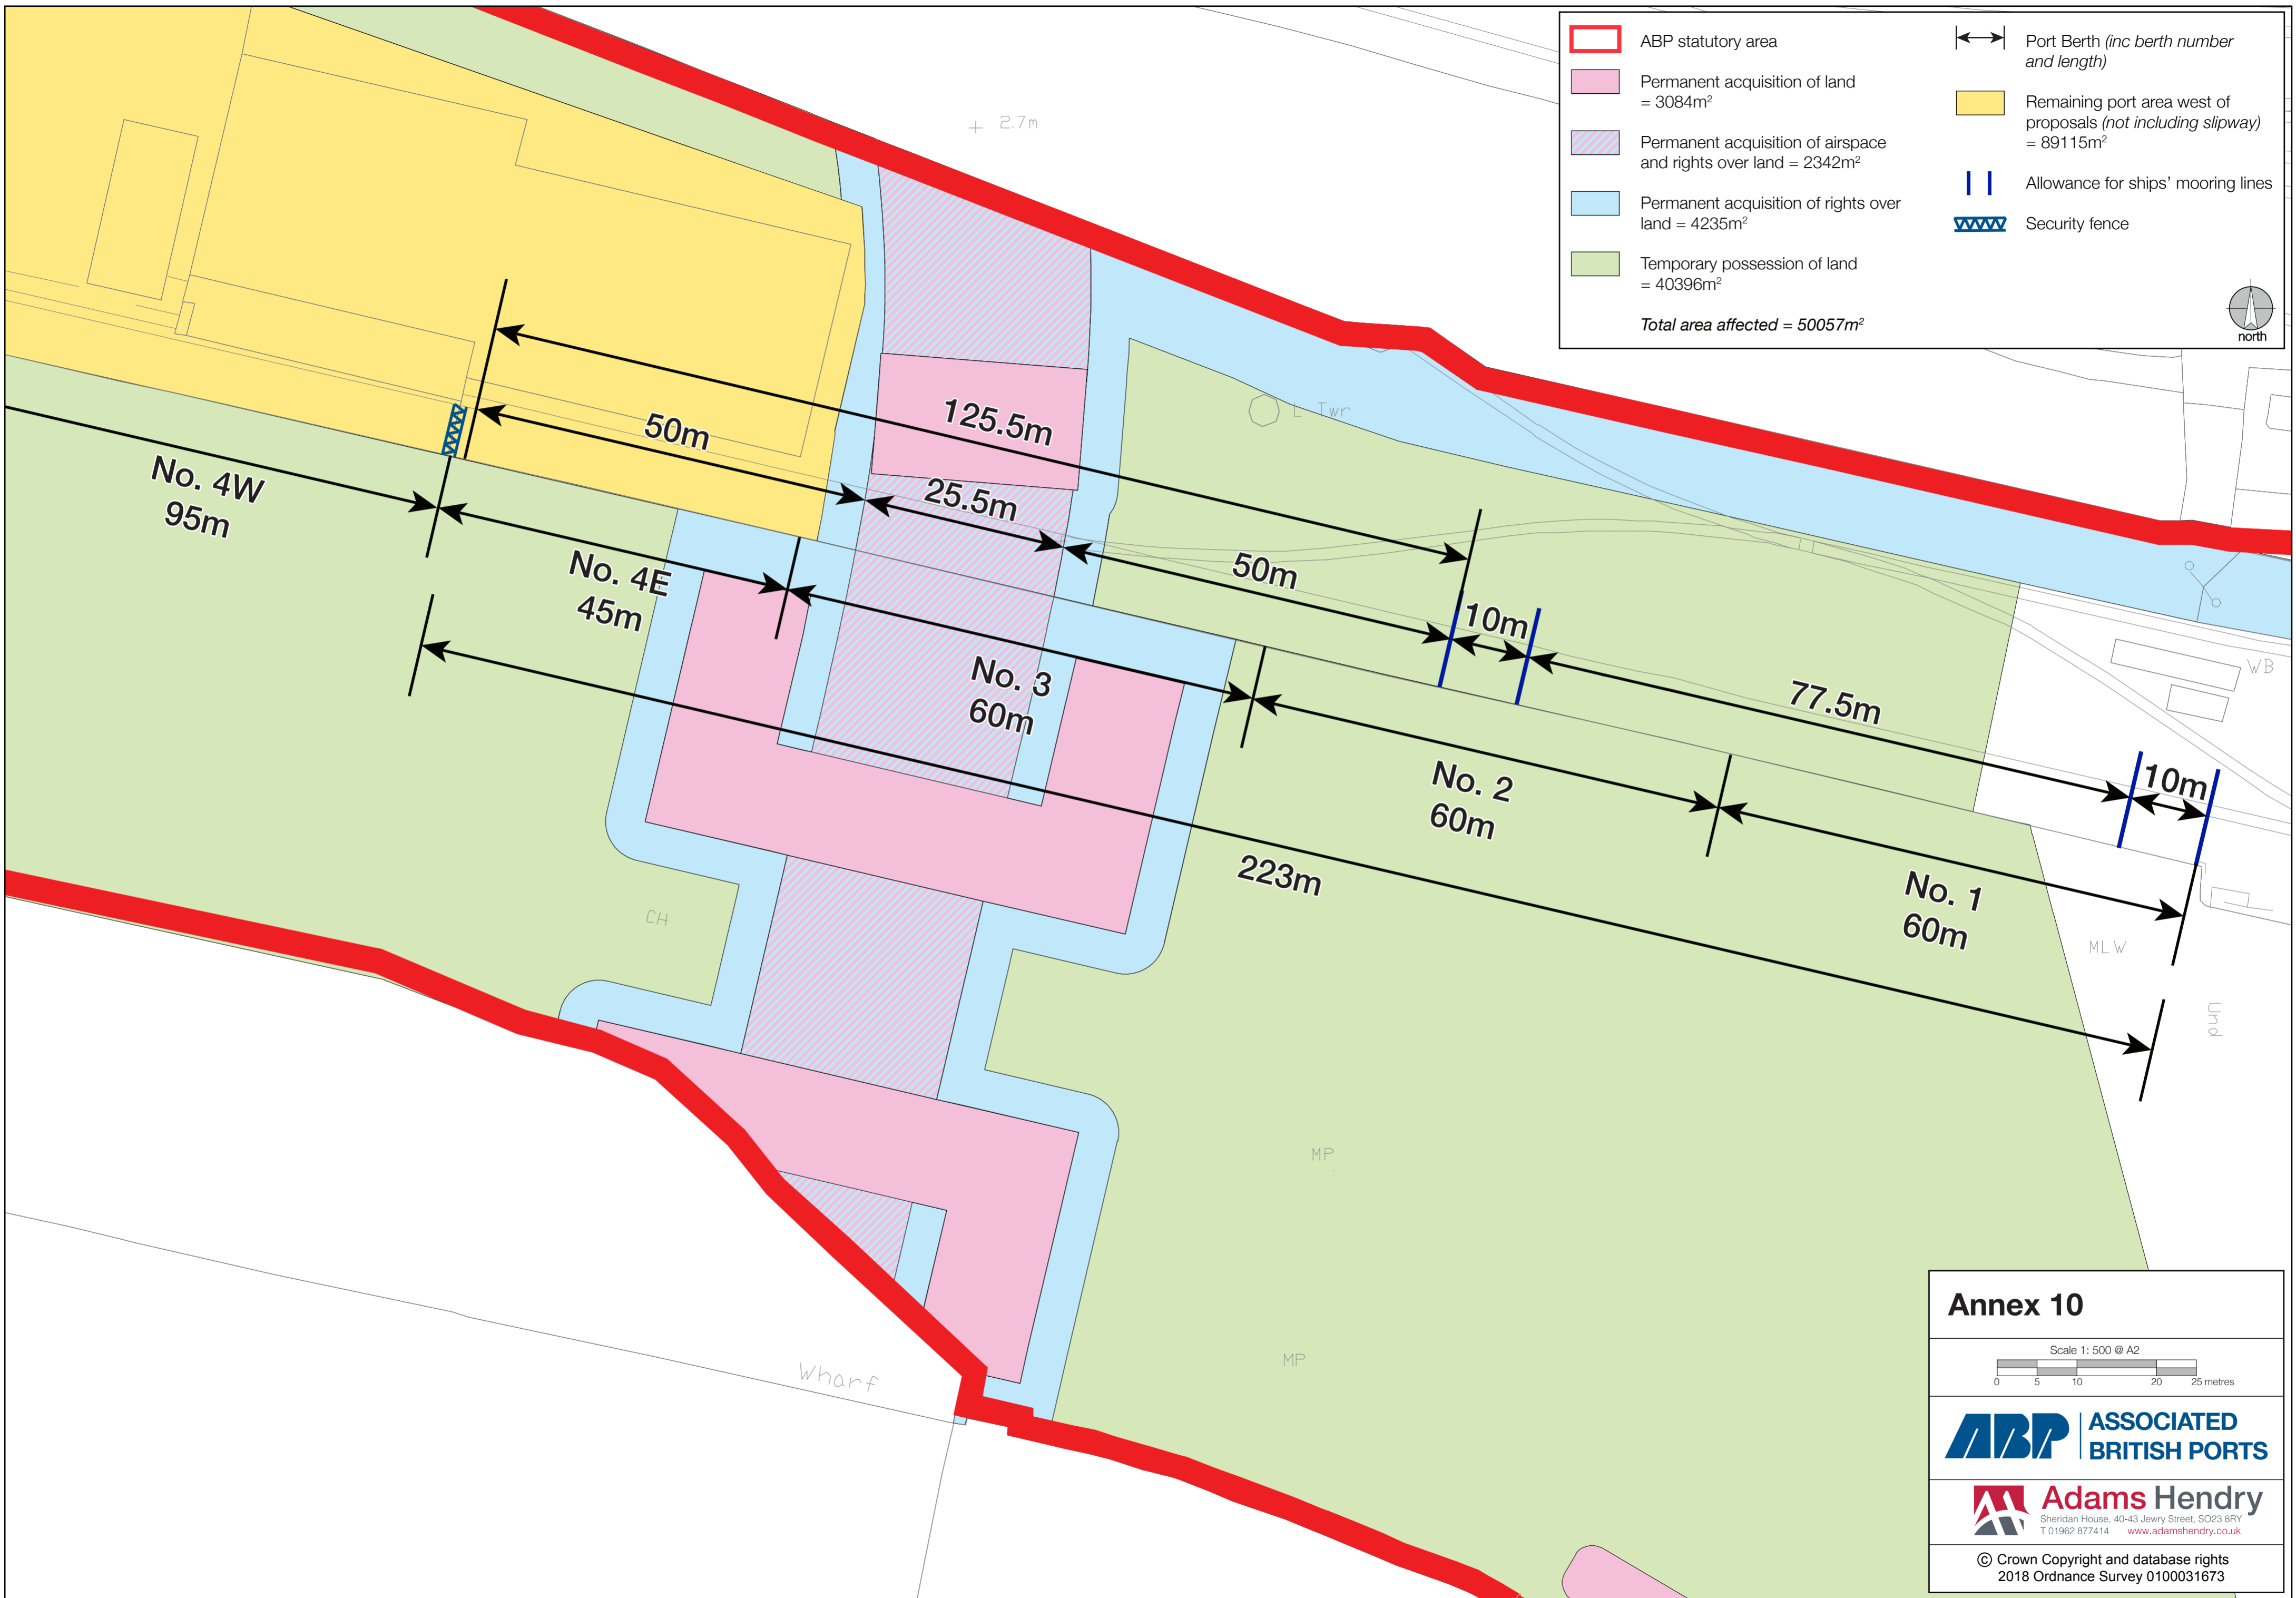 ABP statutory area
Permanent acquisition of land
= 3084m²
Permanent acquisition of airspace
and rights over land = 2342m²
Permanent acquisition of rights over
land = 4235m²
Temporary possession of land
= 40396m²
Total area affected = 50057m²
Port Berth (inc berth number
and length)
Remaining port area west of
proposals (not including slipway)
= 89115m²
Allowance for ships' mooring lines
Security fence
north
2.7m
L Twr
125.5m
50m
25.5m
50m
10m
77.5m
10m
No. 4W
95m
No. 4E
45m
No. 3
60m
No. 2
60m
No. 1
60m
223m
WB
MLW
Und
CH
MP
MP
Wharf
Annex 10
Scale 1: 500 @ A2
0 5 10 20 25 metres
ABP
ASSOCIATED
BRITISH PORTS
Adams Hendry
Sheridan House, 40-43 Jewry Street, SO23 8RY
T 01962 877414 www.adamshendry.co.uk
© Crown Copyright and database rights
2018 Ordnance Survey 0100031673